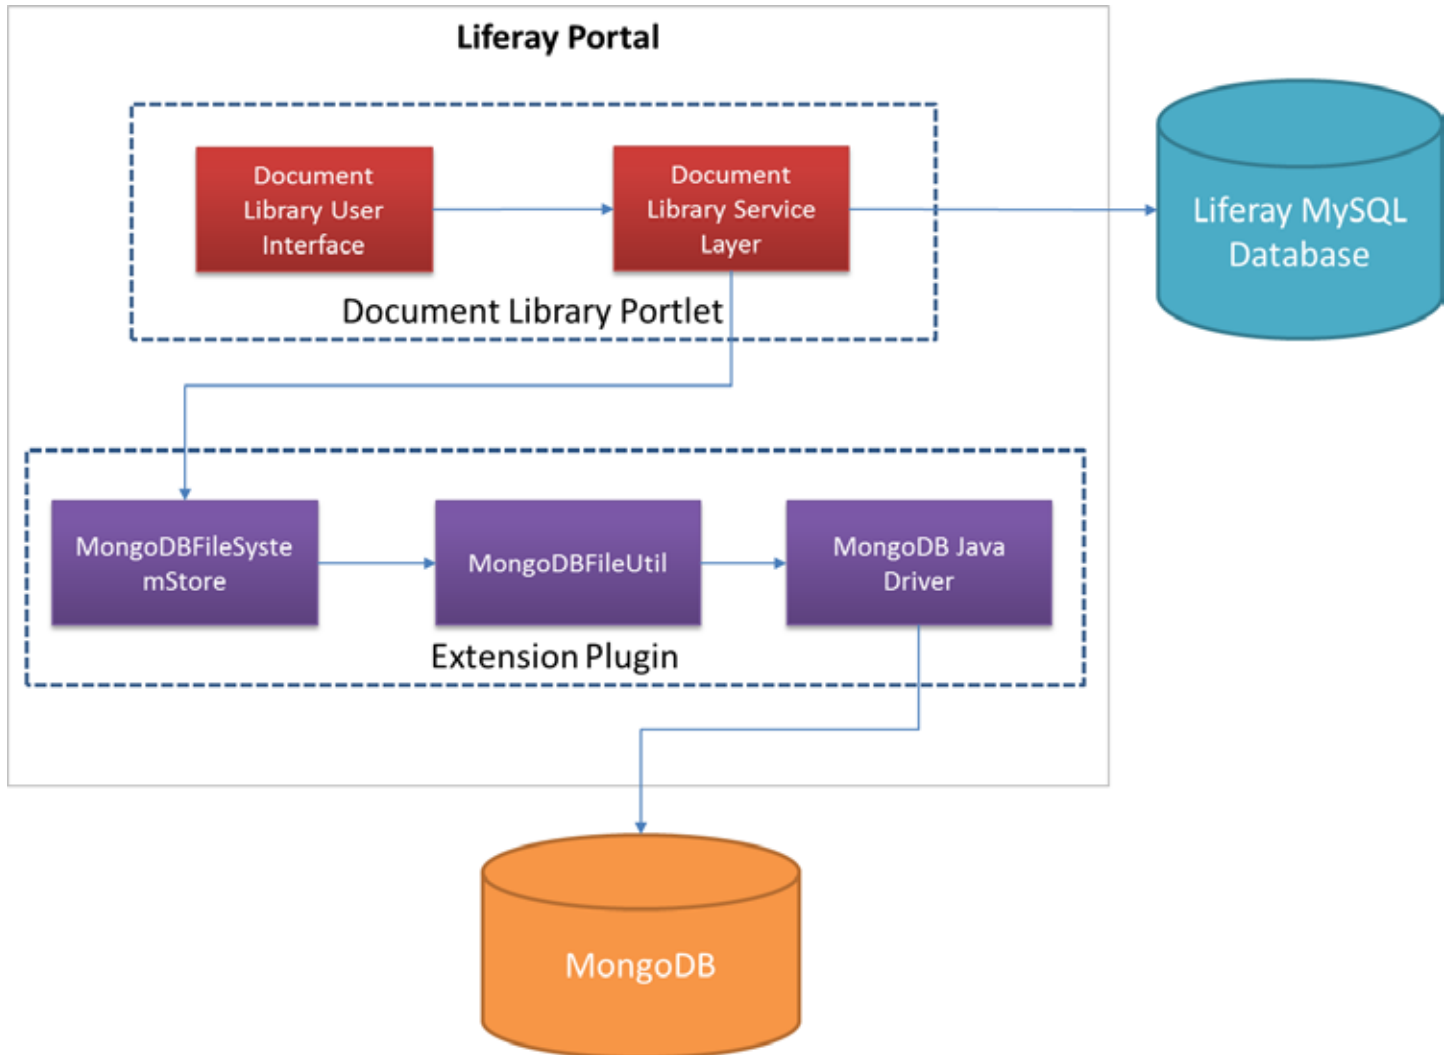 Liferay Portal
Document
Library User
Interface
Document
Library Service
Layer
Document Library Portlet
Liferay MySQL
Database
MongoDBFileSyste
mStore
MongoDBFileUtil
MongoDB Java
Driver
Extension Plugin
MongoDB